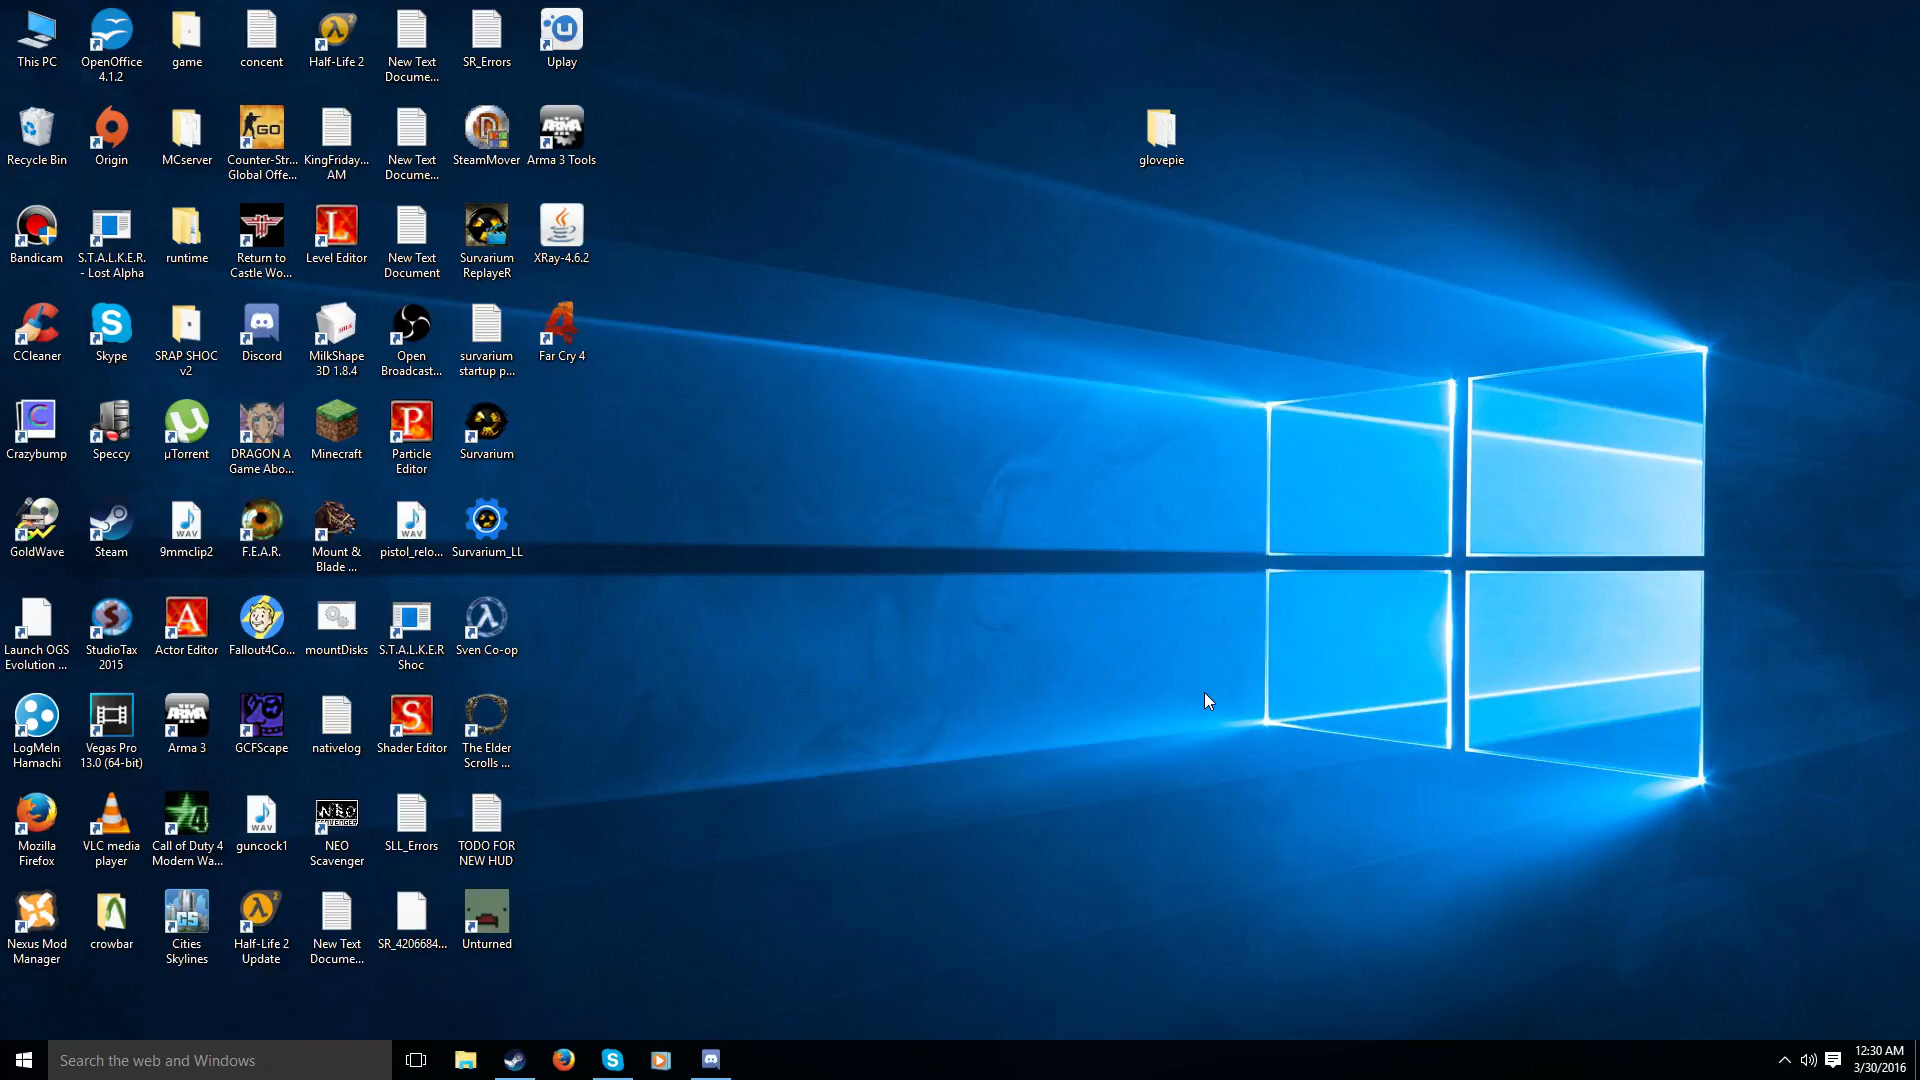 This PC
OpenOffice
4.1.2
game
concent
Half-Life 2
New Text
Docume...
SR_Errors
Uplay
Recycle Bin
Origin
MCserver
Counter-Str...
Global Offe...
KingFriday...
AM
New Text
Docume...
SteamMover
Arma 3 Tools
glovepie
Bandicam
S.T.A.L.K.E.R.
- Lost Alpha
runtime
Return to
Castle Wo...
Level Editor
New Text
Document
Survarium
ReplayeR
XRay-4.6.2
CCleaner
Skype
SRAP SHOC
v2
Discord
MilkShape
3D 1.8.4
Open
Broadcast...
survarium
startup p...
Far Cry 4
Crazybump
Speccy
µTorrent
DRAGON A
Game Abo...
Minecraft
Particle
Editor
Survarium
GoldWave
Steam
9mmclip2
F.E.A.R.
Mount &
Blade ...
pistol_relo...
Survarium_LL
Launch OGS
Evolution ...
StudioTax
2015
Actor Editor
Fallout4Co...
mountDisks
S.T.A.L.K.E.R
Shoc
Sven Co-op
LogMeIn
Hamachi
Vegas Pro
13.0 (64-bit)
Arma 3
GCFScape
nativelog
Shader Editor
The Elder
Scrolls ...
Mozilla
Firefox
VLC media
player
Call of Duty 4
Modern Wa...
guncock1
NEO
Scavenger
SLL_Errors
TODO FOR
NEW HUD
Nexus Mod
Manager
crowbar
Cities
Skylines
Half-Life 2
Update
New Text
Docume...
SR_4206684...
Unturned
Search the web and Windows
12:30 AM
3/30/2016